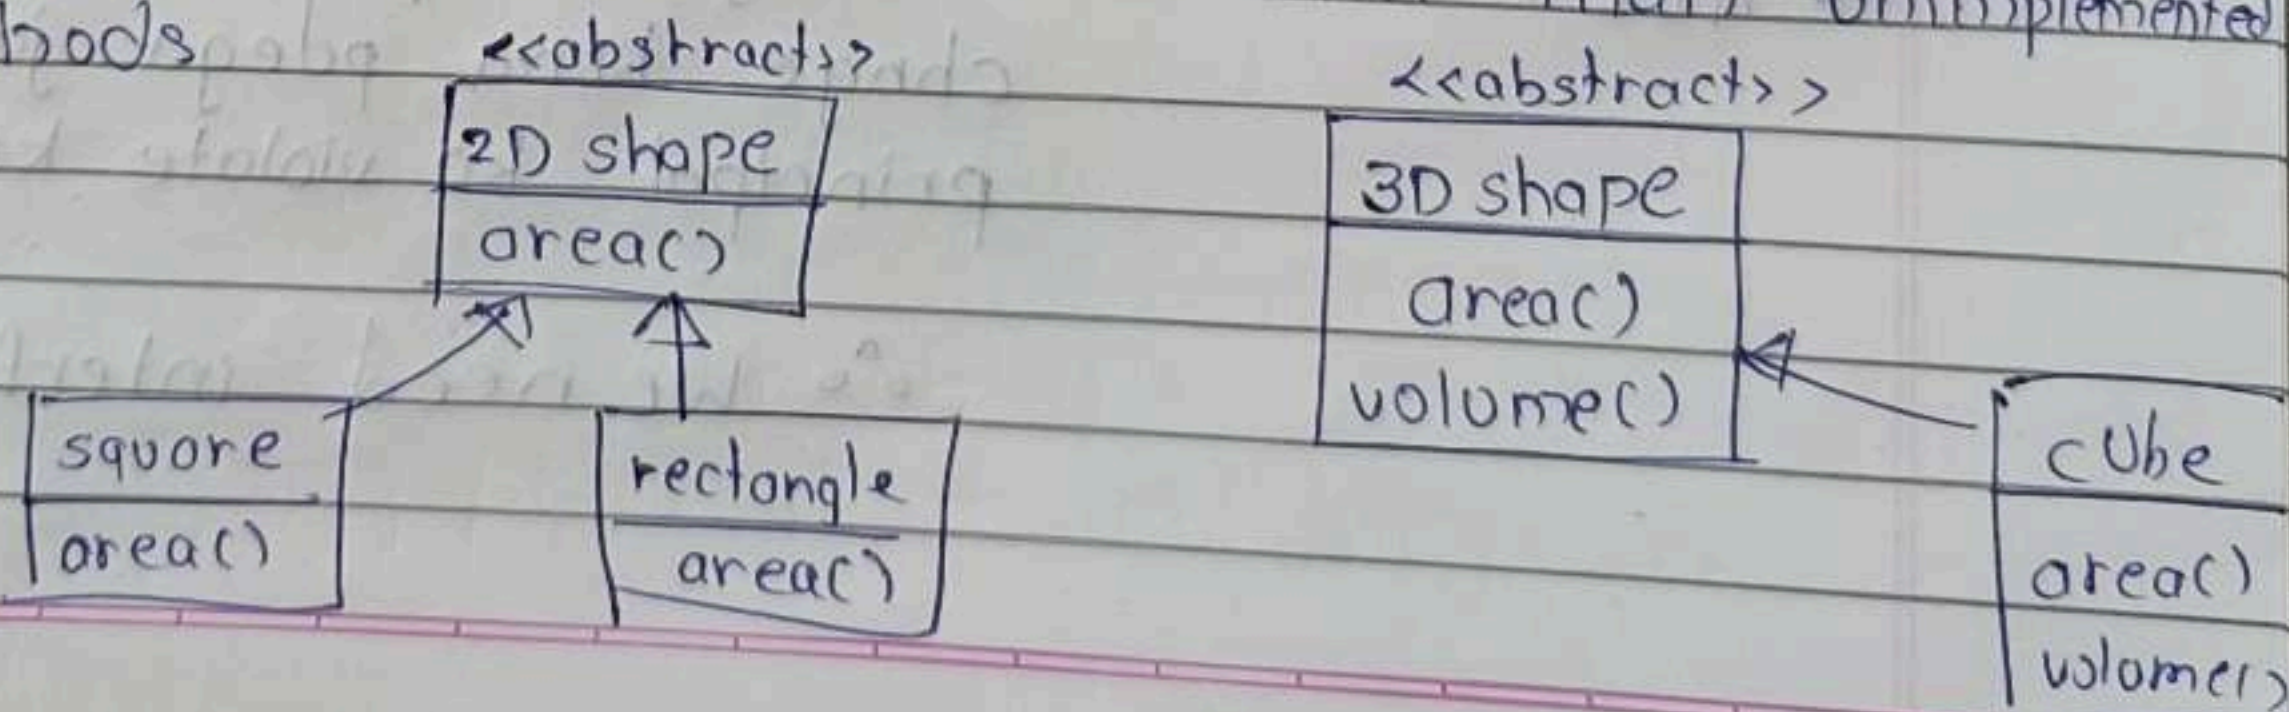 unimplemented
hods
<<abstract>>
<<abstract>>
2D shape
area()
3D shape
area()
volume()
square
area()
rectangle
area()
cube
area()
volume()